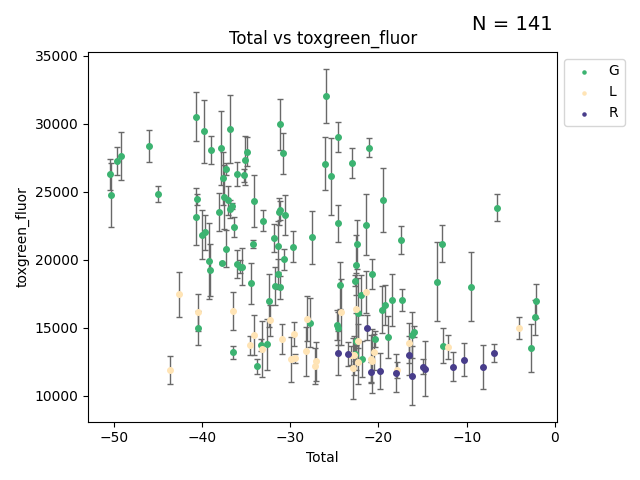 N = 141
Total vs toxgreen_fluor
35000
30000
25000
20000
15000
10000
toxgreen_fluor
−50
−40
−30
−20
−10
0
Total
G
L
R